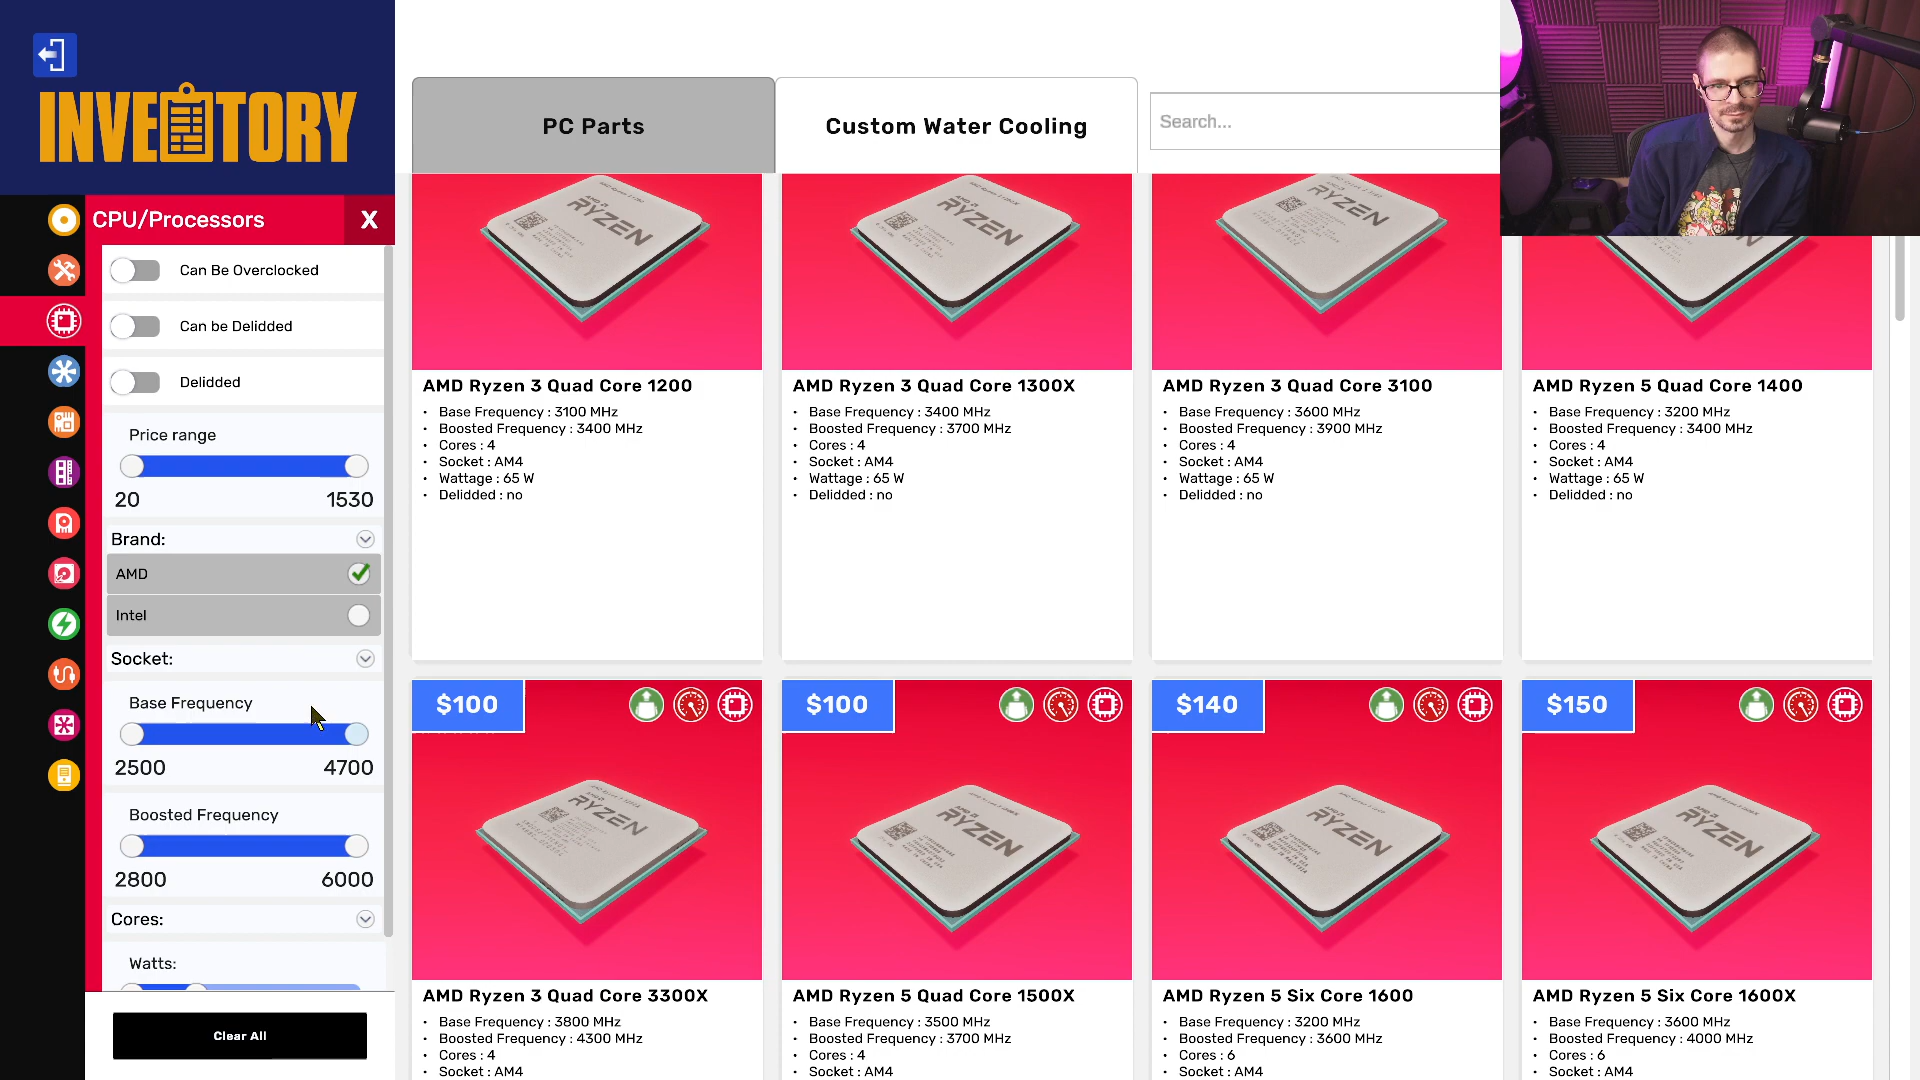 INVENTORY
PC Parts
Custom Water Cooling
Search...
CPU/Processors
X
Can Be Overclocked
Can be Delidded
Delidded
Price range
20
1530
Brand:
AMD
Intel
Socket:
Base Frequency
2500
4700
Boosted Frequency
2800
6000
Cores:
Watts:
Clear All
RYZEN
RYZEN
RYZEN
AMD Ryzen 3 Quad Core 1200
• Base Frequency : 3100 MHz
• Boosted Frequency : 3400 MHz
• Cores : 4
• Socket : AM4
• Wattage : 65 W
• Delidded : no
AMD Ryzen 3 Quad Core 1300X
• Base Frequency : 3400 MHz
• Boosted Frequency : 3700 MHz
• Cores : 4
• Socket : AM4
• Wattage : 65 W
• Delidded : no
AMD Ryzen 3 Quad Core 3100
• Base Frequency : 3600 MHz
• Boosted Frequency : 3900 MHz
• Cores : 4
• Socket : AM4
• Wattage : 65 W
• Delidded : no
AMD Ryzen 5 Quad Core 1400
• Base Frequency : 3200 MHz
• Boosted Frequency : 3400 MHz
• Cores : 4
• Socket : AM4
• Wattage : 65 W
• Delidded : no
$100
RYZEN
AMD Ryzen 3 Quad Core 3300X
• Base Frequency : 3800 MHz
• Boosted Frequency : 4300 MHz
• Cores : 4
• Socket : AM4
$100
RYZEN
AMD Ryzen 5 Quad Core 1500X
• Base Frequency : 3500 MHz
• Boosted Frequency : 3700 MHz
• Cores : 4
• Socket : AM4
$140
RYZEN
AMD Ryzen 5 Six Core 1600
• Base Frequency : 3200 MHz
• Boosted Frequency : 3600 MHz
• Cores : 6
• Socket : AM4
$150
RYZEN
AMD Ryzen 5 Six Core 1600X
• Base Frequency : 3600 MHz
• Boosted Frequency : 4000 MHz
• Cores : 6
• Socket : AM4